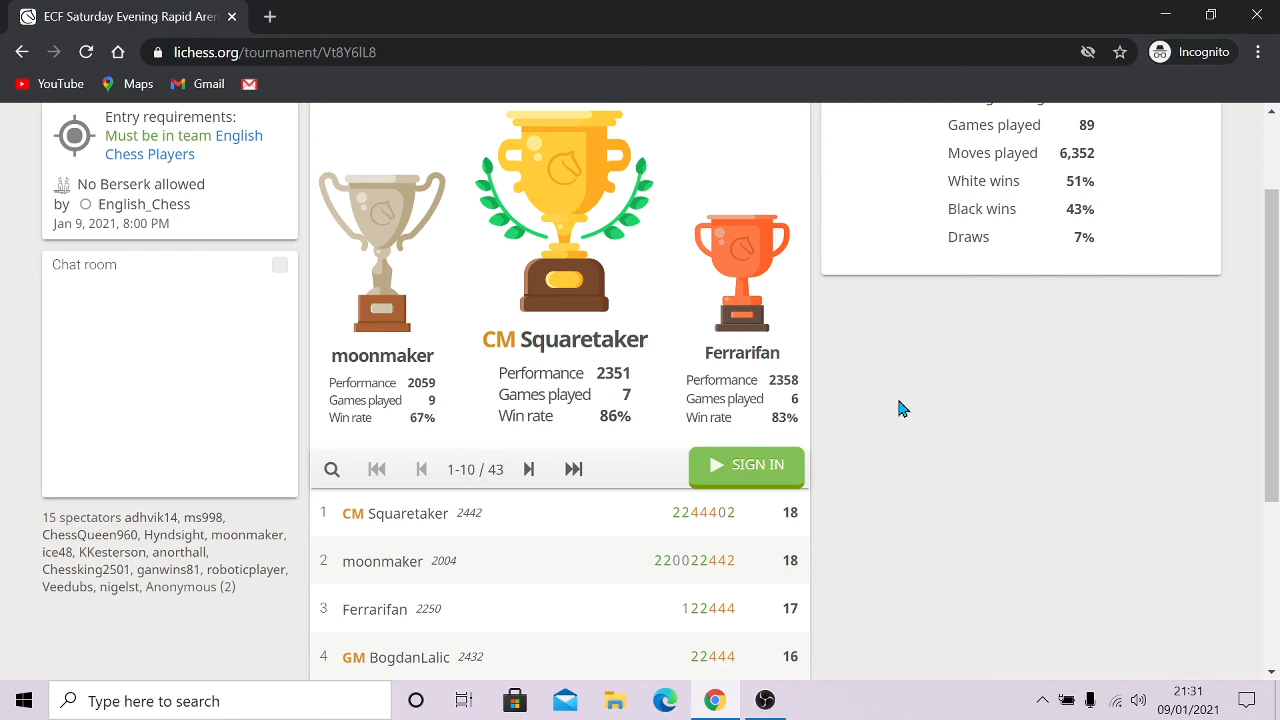 ECF Saturday Evening Rapid Aren
lichess.org/tournament/Vt8Y6lL8
Incognito
YouTube
Maps
Gmail
Entry requirements:
Must be in team English
Chess Players
No Berserk allowed
by English_Chess
Jan 9, 2021, 8:00 PM
Chat room
15 spectators adhvik14, ms998,
ChessQueen960, Hyndsight, moonmaker,
ice48, KKesterson, anorthall,
Chessking2501, ganwins81, roboticplayer,
Veedubs, nigelst, Anonymous (2)
moonmaker
Performance 2059
Games played 9
Win rate 67%
CM Squaretaker
Performance 2351
Games played 7
Win rate 86%
Ferrarifan
Performance 2358
Games played 6
Win rate 83%
1-10 / 43
SIGN IN
1 CM Squaretaker 2442 2244402 18
2 moonmaker 2004 220022442 18
3 Ferrarifan 2250 122444 17
4 GM BogdanLalic 2432 22444 16
Games played 89
Moves played 6,352
White wins 51%
Black wins 43%
Draws 7%
Type here to search
21:31
09/01/2021